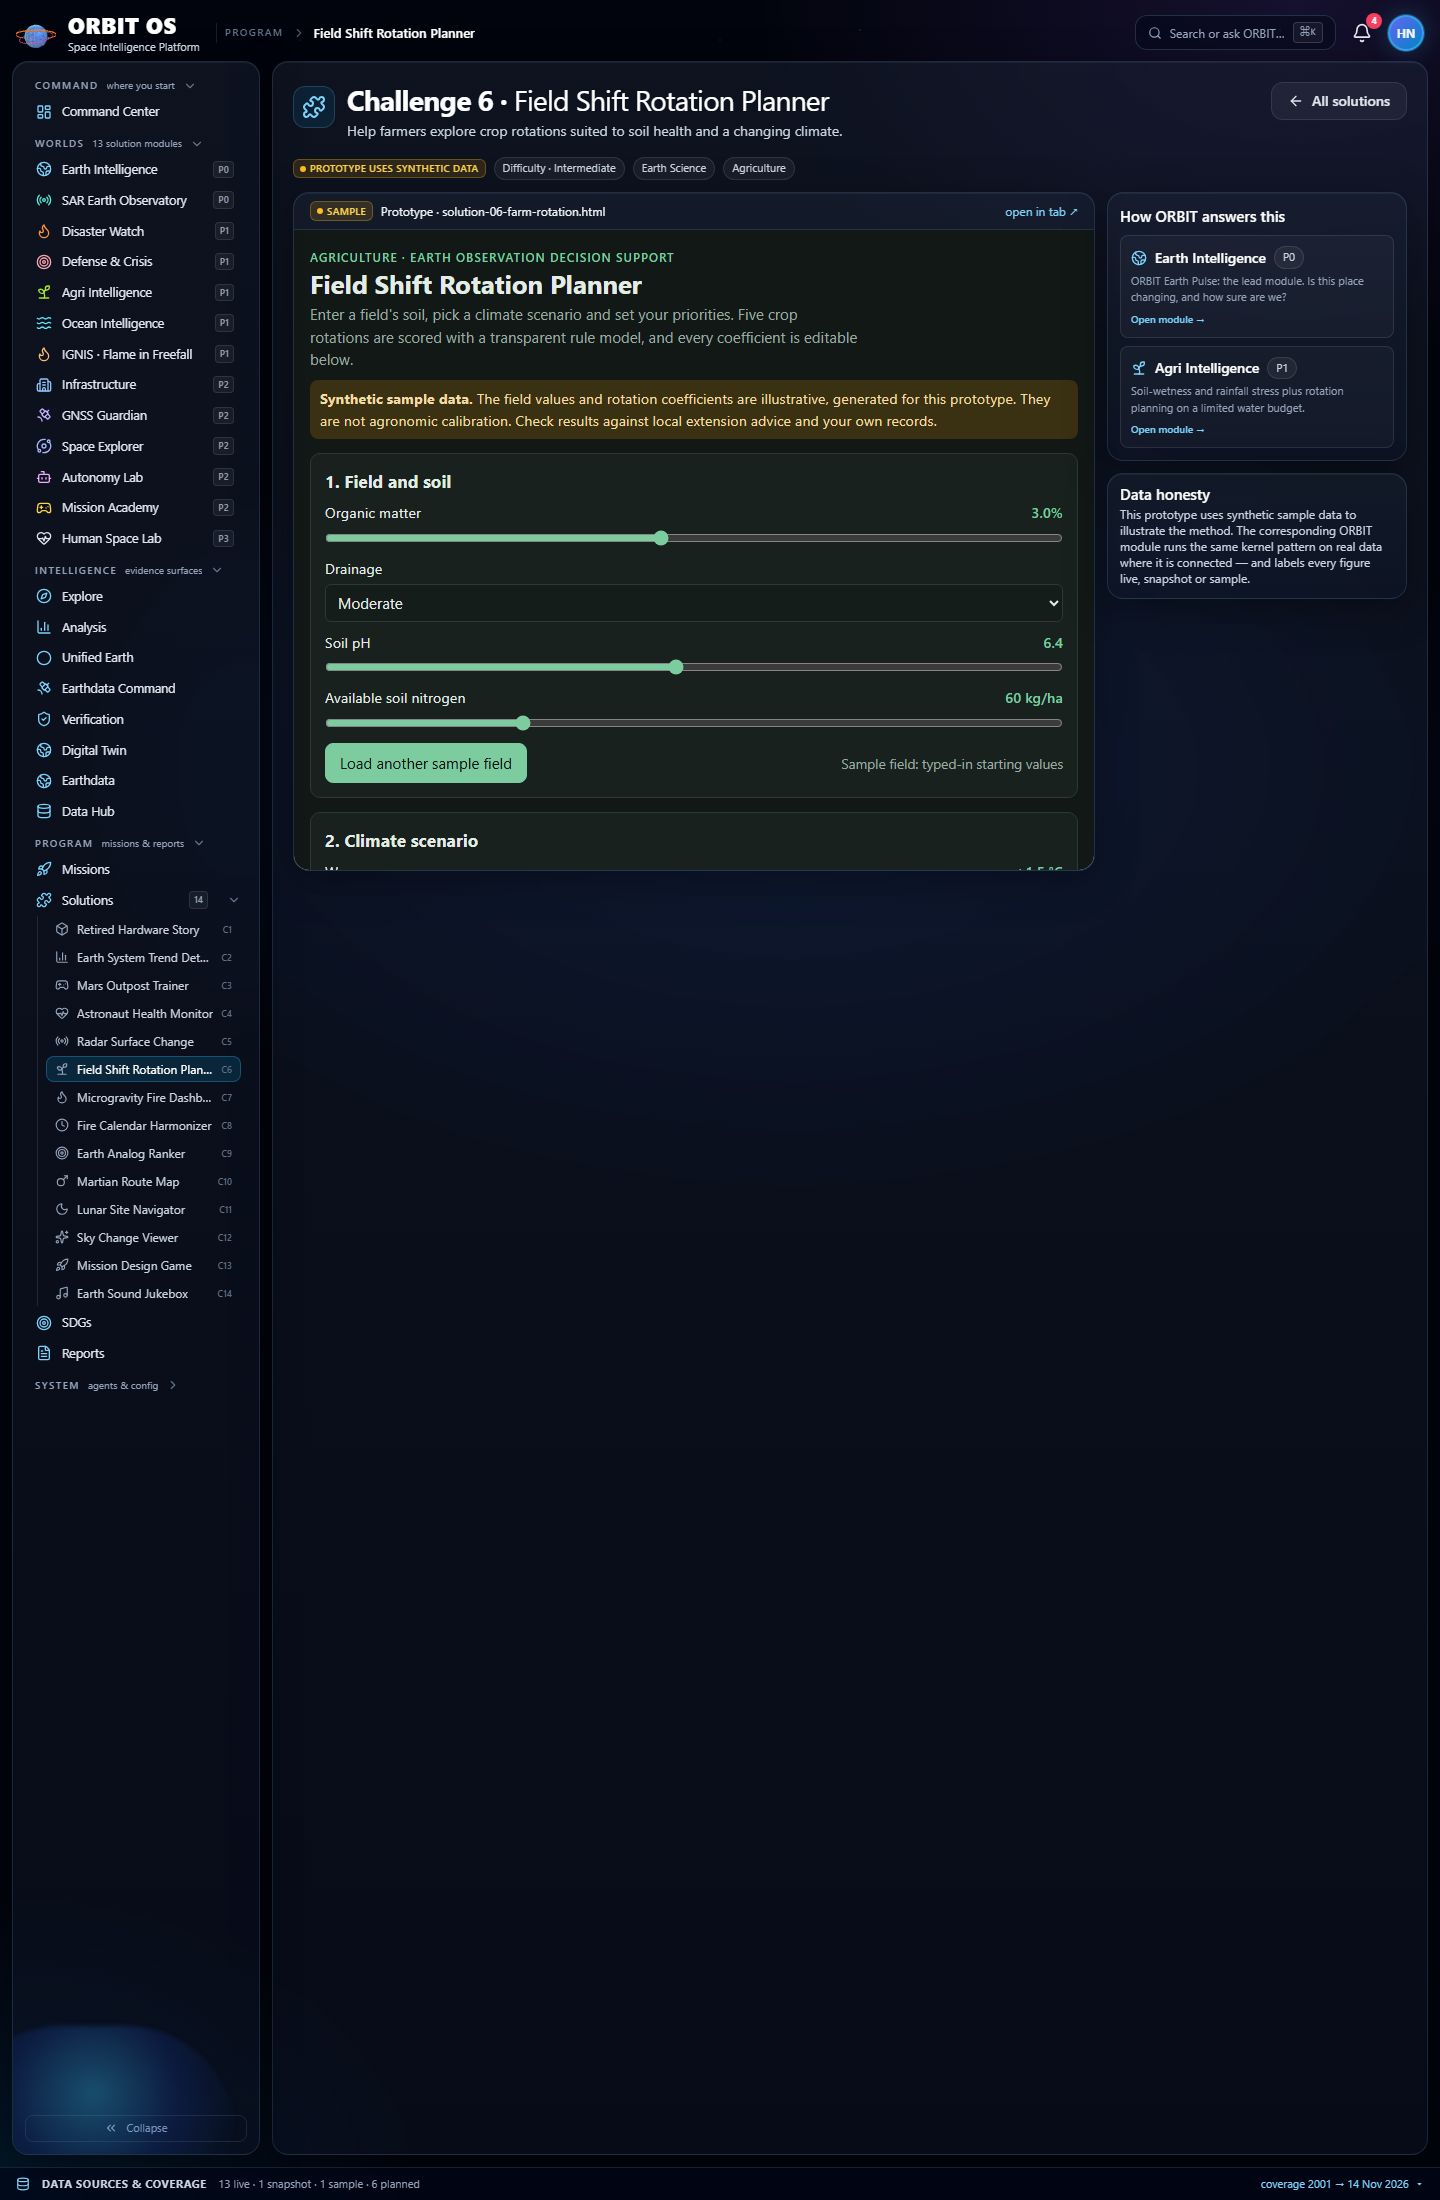 ORBIT OS
Space Intelligence Platform
PROGRAM
Field Shift Rotation Planner
Search or ask ORBIT...
⌘K
4
HN
COMMAND where you start
Command Center
WORLDS 13 solution modules
Earth Intelligence P0
SAR Earth Observatory P0
Disaster Watch P1
Defense & Crisis P1
Agri Intelligence P1
Ocean Intelligence P1
IGNIS · Flame in Freefall P1
Infrastructure P2
GNSS Guardian P2
Space Explorer P2
Autonomy Lab P2
Mission Academy P2
Human Space Lab P3
INTELLIGENCE evidence surfaces
Explore
Analysis
Unified Earth
Earthdata Command
Verification
Digital Twin
Earthdata
Data Hub
PROGRAM missions & reports
Missions
Solutions 14
Retired Hardware Story C1
Earth System Trend Det... C2
Mars Outpost Trainer C3
Astronaut Health Monitor C4
Radar Surface Change C5
Field Shift Rotation Plan... C6
Microgravity Fire Dashb... C7
Fire Calendar Harmonizer C8
Earth Analog Ranker C9
Martian Route Map C10
Lunar Site Navigator C11
Sky Change Viewer C12
Mission Design Game C13
Earth Sound Jukebox C14
SDGs
Reports
SYSTEM agents & config
Collapse
Challenge 6 · Field Shift Rotation Planner
Help farmers explore crop rotations suited to soil health and a changing climate.
← All solutions
PROTOTYPE USES SYNTHETIC DATA
Difficulty · Intermediate
Earth Science
Agriculture
SAMPLE Prototype · solution-06-farm-rotation.html
open in tab ↗
AGRICULTURE · EARTH OBSERVATION DECISION SUPPORT
Field Shift Rotation Planner
Enter a field's soil, pick a climate scenario and set your priorities. Five crop
rotations are scored with a transparent rule model, and every coefficient is editable
below.
Synthetic sample data. The field values and rotation coefficients are illustrative, generated for this prototype. They
are not agronomic calibration. Check results against local extension advice and your own records.
1. Field and soil
Organic matter 3.0%
Drainage
Moderate
Soil pH 6.4
Available soil nitrogen 60 kg/ha
Load another sample field
Sample field: typed-in starting values
2. Climate scenario
How ORBIT answers this
Earth Intelligence P0
ORBIT Earth Pulse: the lead module. Is this place
changing, and how sure are we?
Open module →
Agri Intelligence P1
Soil-wetness and rainfall stress plus rotation
planning on a limited water budget.
Open module →
Data honesty
This prototype uses synthetic sample data to
illustrate the method. The corresponding ORBIT
module runs the same kernel pattern on real data
where it is connected — and labels every figure
live, snapshot or sample.
DATA SOURCES & COVERAGE 13 live · 1 snapshot · 1 sample · 6 planned
coverage 2001 → 14 Nov 2026